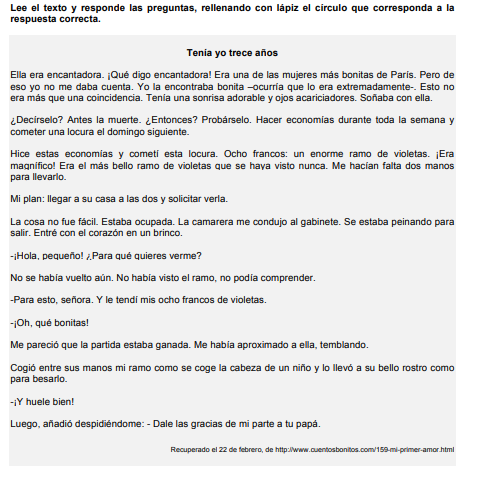 Lee el texto y responde las preguntas, rellenando con lápiz el círculo que corresponda a la
respuesta correcta.
Tenía yo trece años
Ella era encantadora. ¡Qué digo encantadora! Era una de las mujeres más bonitas de París. Pero de
eso yo no me daba cuenta. Yo la encontraba bonita –ocurría que lo era extremadamente-. Esto no
era más que una coincidencia. Tenía una sonrisa adorable y ojos acariciadores. Soñaba con ella.
¿Decírselo? Antes la muerte. ¿Entonces? Probárselo. Hacer economías durante toda la semana y
cometer una locura el domingo siguiente.
Hice estas economías y cometí esta locura. Ocho francos: un enorme ramo de violetas. ¡Era
magnífico! Era el más bello ramo de violetas que se haya visto nunca. Me hacían falta dos manos
para llevarlo.
Mi plan: llegar a su casa a las dos y solicitar verla.
La cosa no fue fácil. Estaba ocupada. La camarera me condujo al gabinete. Se estaba peinando para
salir. Entré con el corazón en un brinco.
-¡Hola, pequeño! ¿Para qué quieres verme?
No se había vuelto aún. No había visto el ramo, no podía comprender.
-Para esto, señora. Y le tendí mis ocho francos de violetas.
-¡Oh, qué bonitas!
Me pareció que la partida estaba ganada. Me había aproximado a ella, temblando.
Cogió entre sus manos mi ramo como se coge la cabeza de un niño y lo llevó a su bello rostro como
para besarlo.
-¡Y huele bien!
Luego, añadió despidiéndome: - Dale las gracias de mi parte a tu papá.
Recuperado el 22 de febrero, de http://www.cuentosbonitos.com/159-mi-primer-amor.html